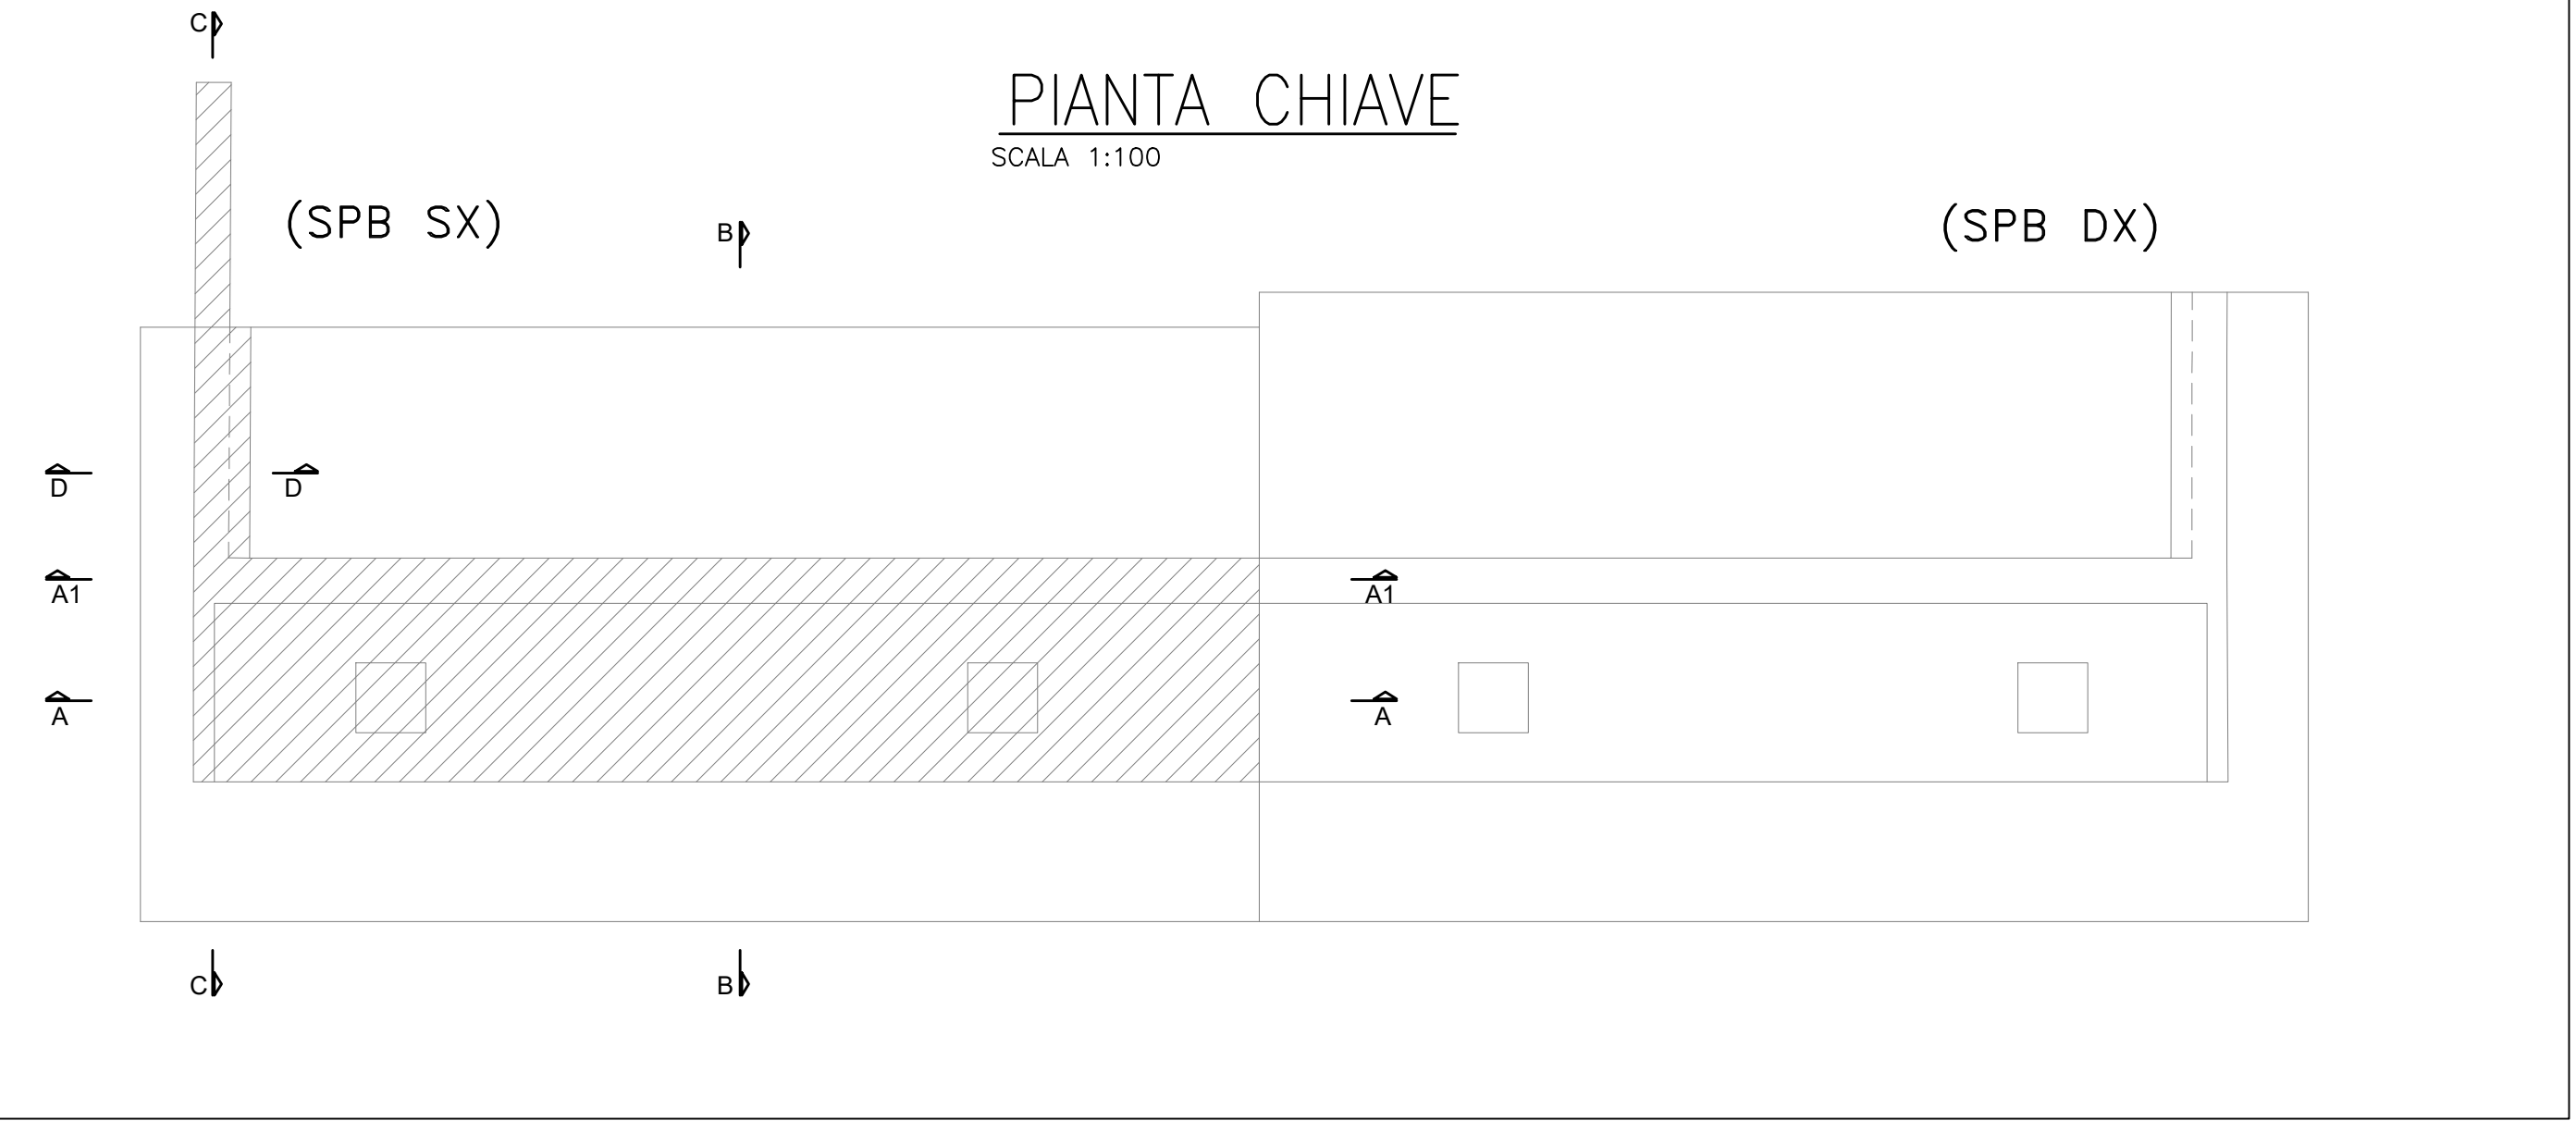 C
PIANTA CHIAVE
SCALA 1:100
(SPB SX)
B
(SPB DX)
D
D
A1
A1
A
A
C
B